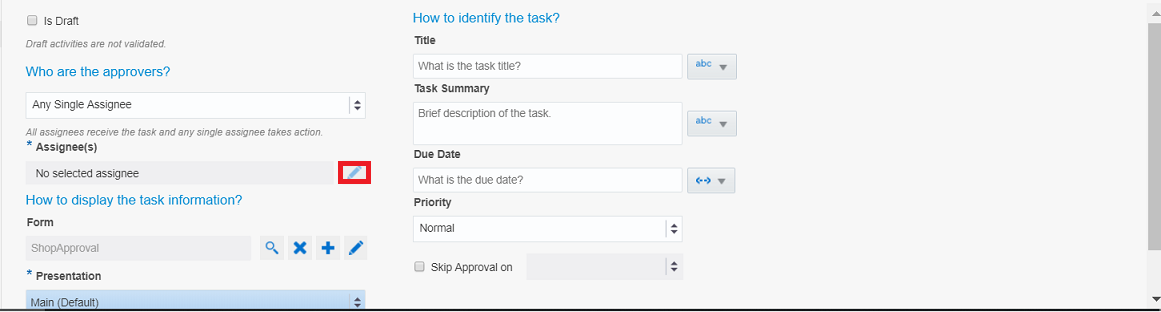 Is Draft
Draft activities are not validated.
Who are the approvers?
Any Single Assignee
All assignees receive the task and any single assignee takes action.
* Assignee(s)
No selected assignee
How to display the task information?
Form
ShopApproval
* Presentation
Main (Default)
How to identify the task?
Title
What is the task title?
abc
Task Summary
Brief description of the task.
abc
Due Date
What is the due date?
Priority
Normal
Skip Approval on